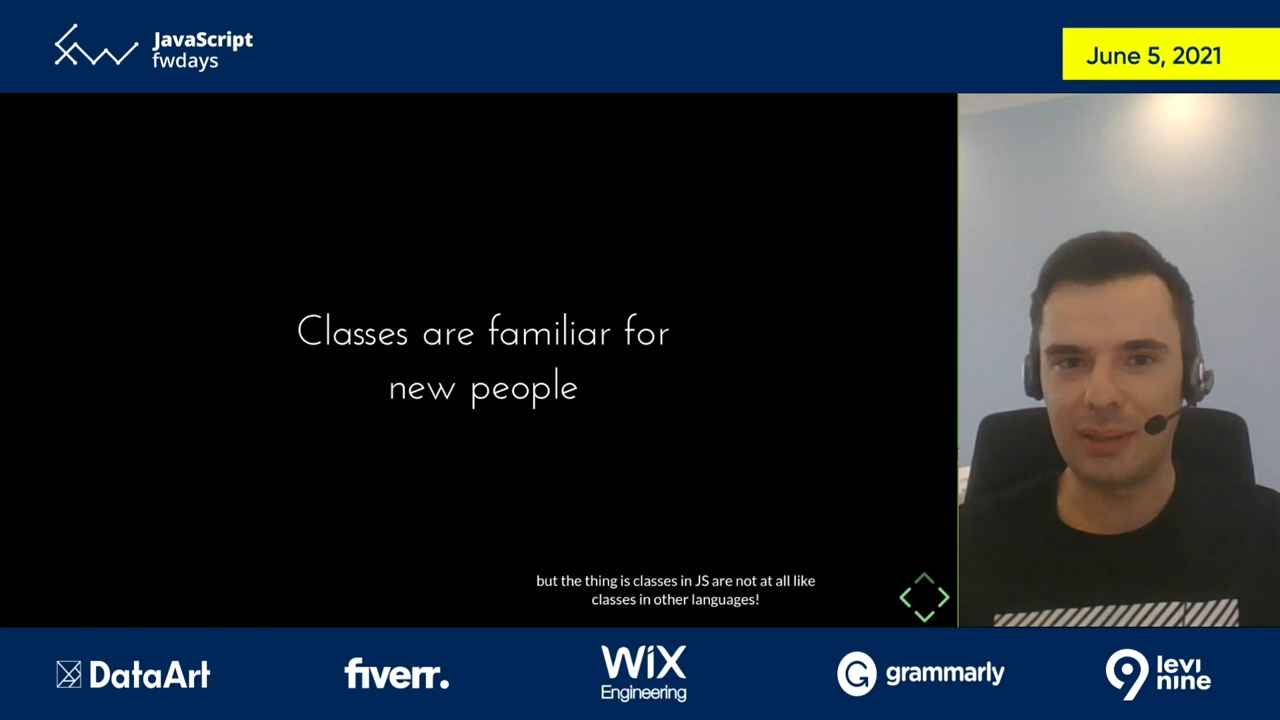 JavaScript
fwdays
June 5, 2021
Classes are familiar for
new people
but the thing is classes in JS are not at all like
classes in other languages!
DataArt
fiverr.
WiX
Engineering
G grammarly
9 levi
nine